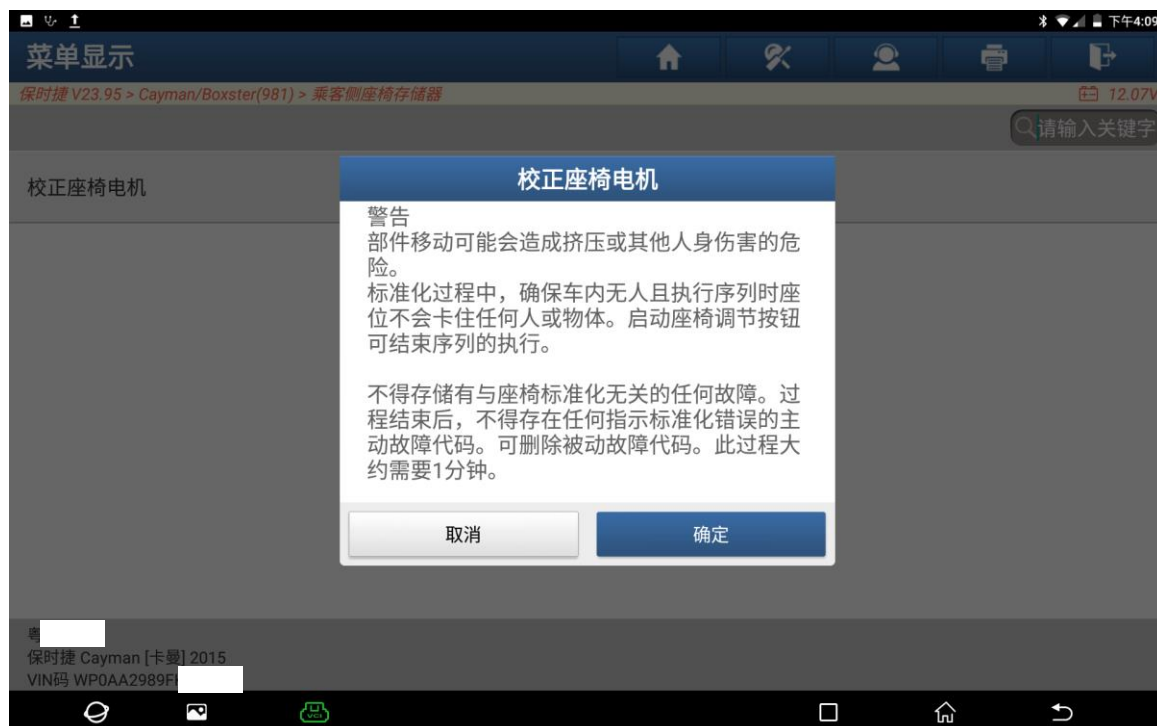 下午4:09
菜单显示
保时捷 V23.95 > Cayman/Boxster(981) > 乘客侧座椅存储器
12.07V
请输入关键字
校正座椅电机
校正座椅电机
警告
部件移动可能会造成挤压或其他人身伤害的危
险。
标准化过程中，确保车内无人且执行序列时座
位不会卡住任何人或物体。启动座椅调节按钮
可结束序列的执行。
不得存储有与座椅标准化无关的任何故障。过
程结束后，不得存在任何指示标准化错误的主
动故障代码。可删除被动故障代码。此过程大
约需要1分钟。
取消
确定
粤
保时捷 Cayman [卡曼] 2015
VIN码 WP0AA2989F
VCI